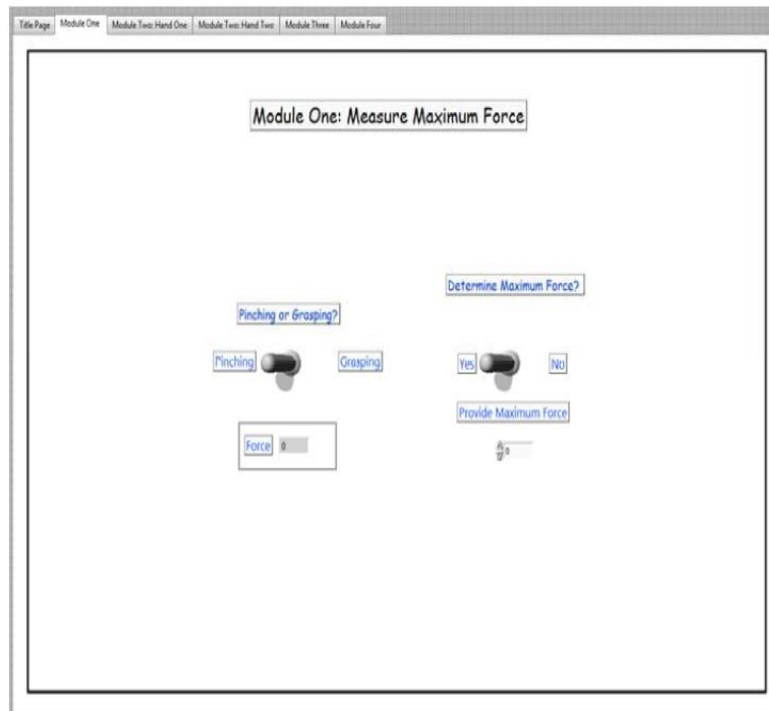 Title Page Module One Module Two: Hand One Module Two: Hand Two Module Three Module Four
Module One: Measure Maximum Force
Determine Maximum Force?
Pinching or Grasping?
Pinching Grasping
Yes No
Provide Maximum Force
Force 0
0